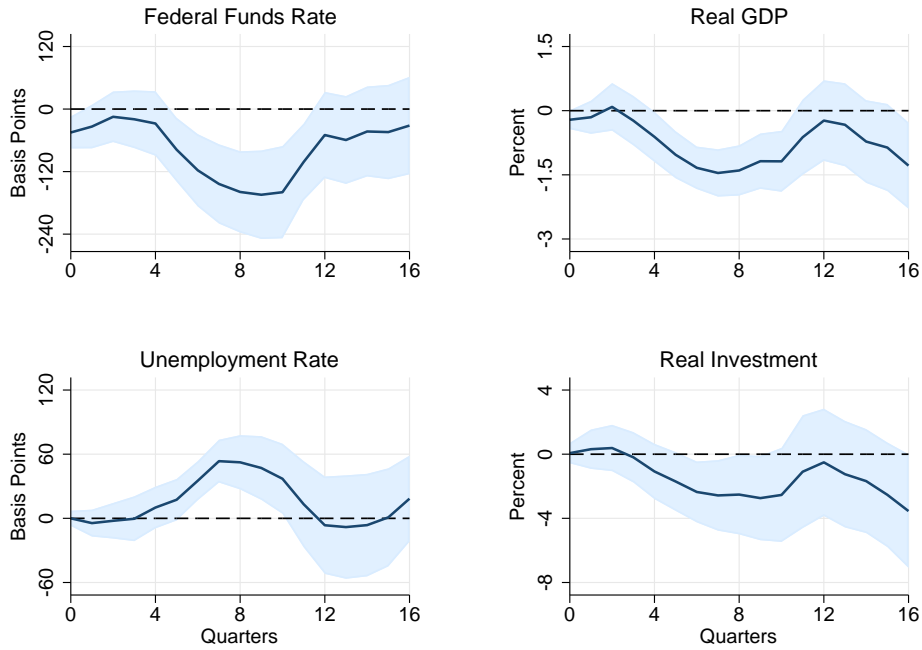 Federal Funds Rate
Basis Points
120
0
-120
-240
0 4 8 12 16
Real GDP
Percent
1.5
0
-1.5
-3
0 4 8 12 16
Unemployment Rate
Basis Points
120
60
0
-60
0 4 8 12 16
Quarters
Real Investment
Percent
4
0
-4
-8
0 4 8 12 16
Quarters